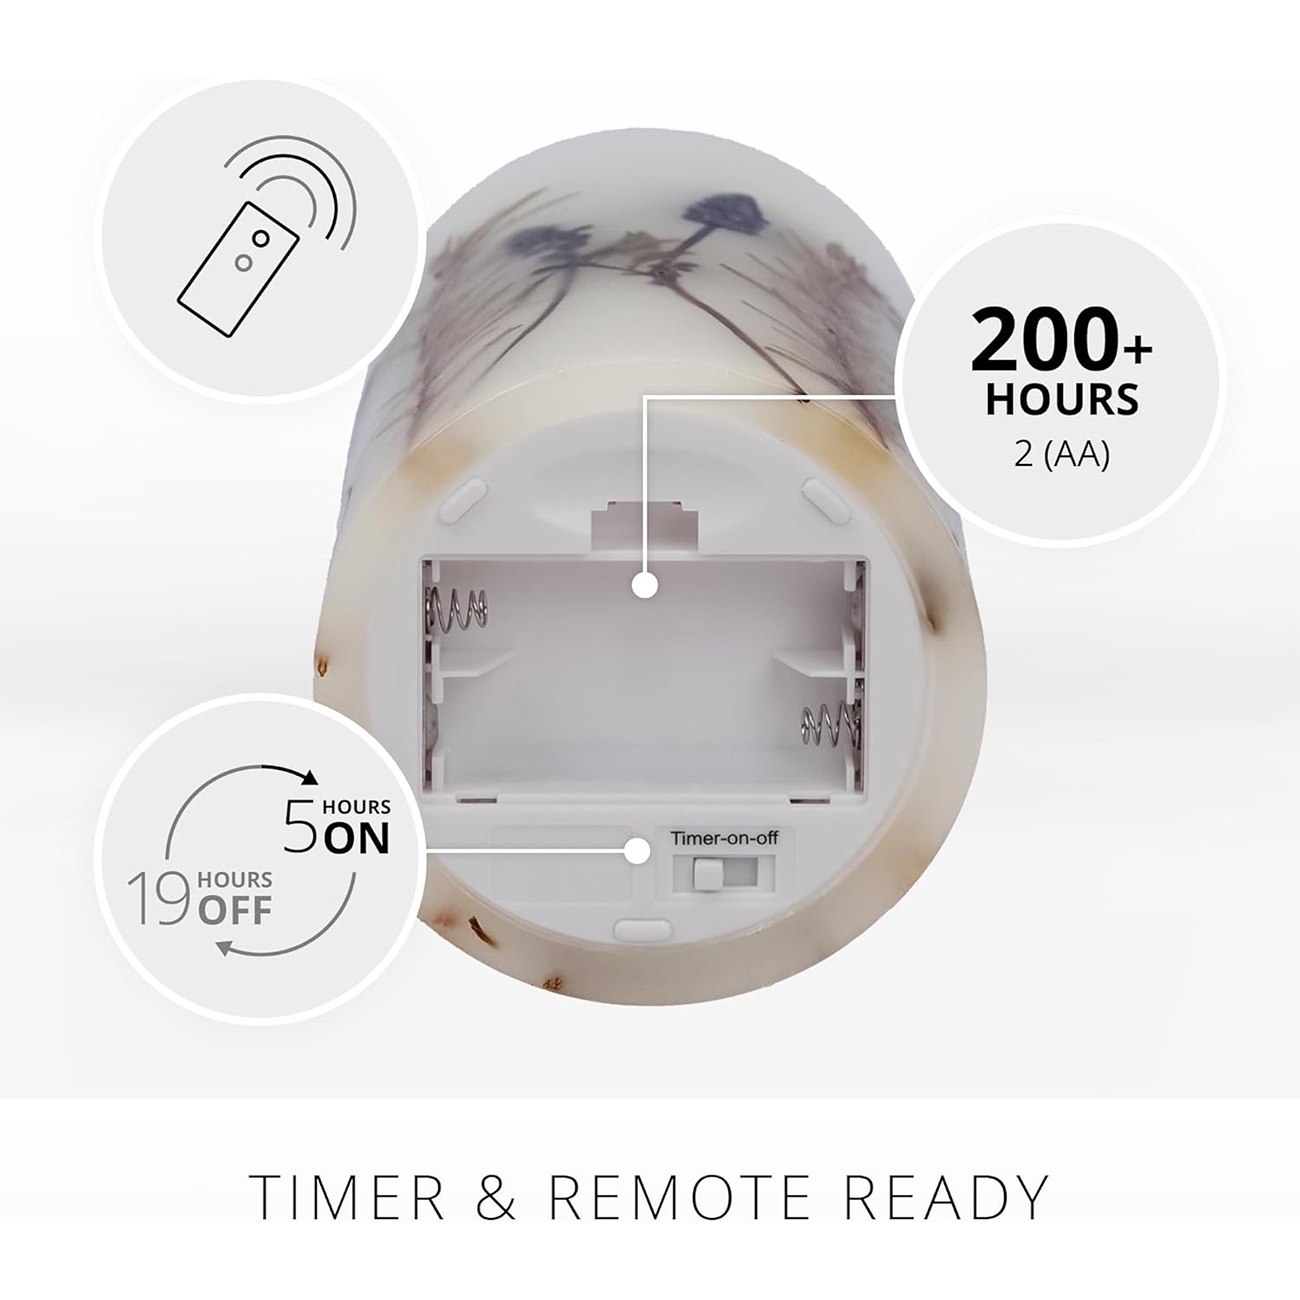 200+
HOURS
2 (AA)
5 HOURS
ON
19 HOURS
OFF
Timer-on-off
TIMER & REMOTE READY